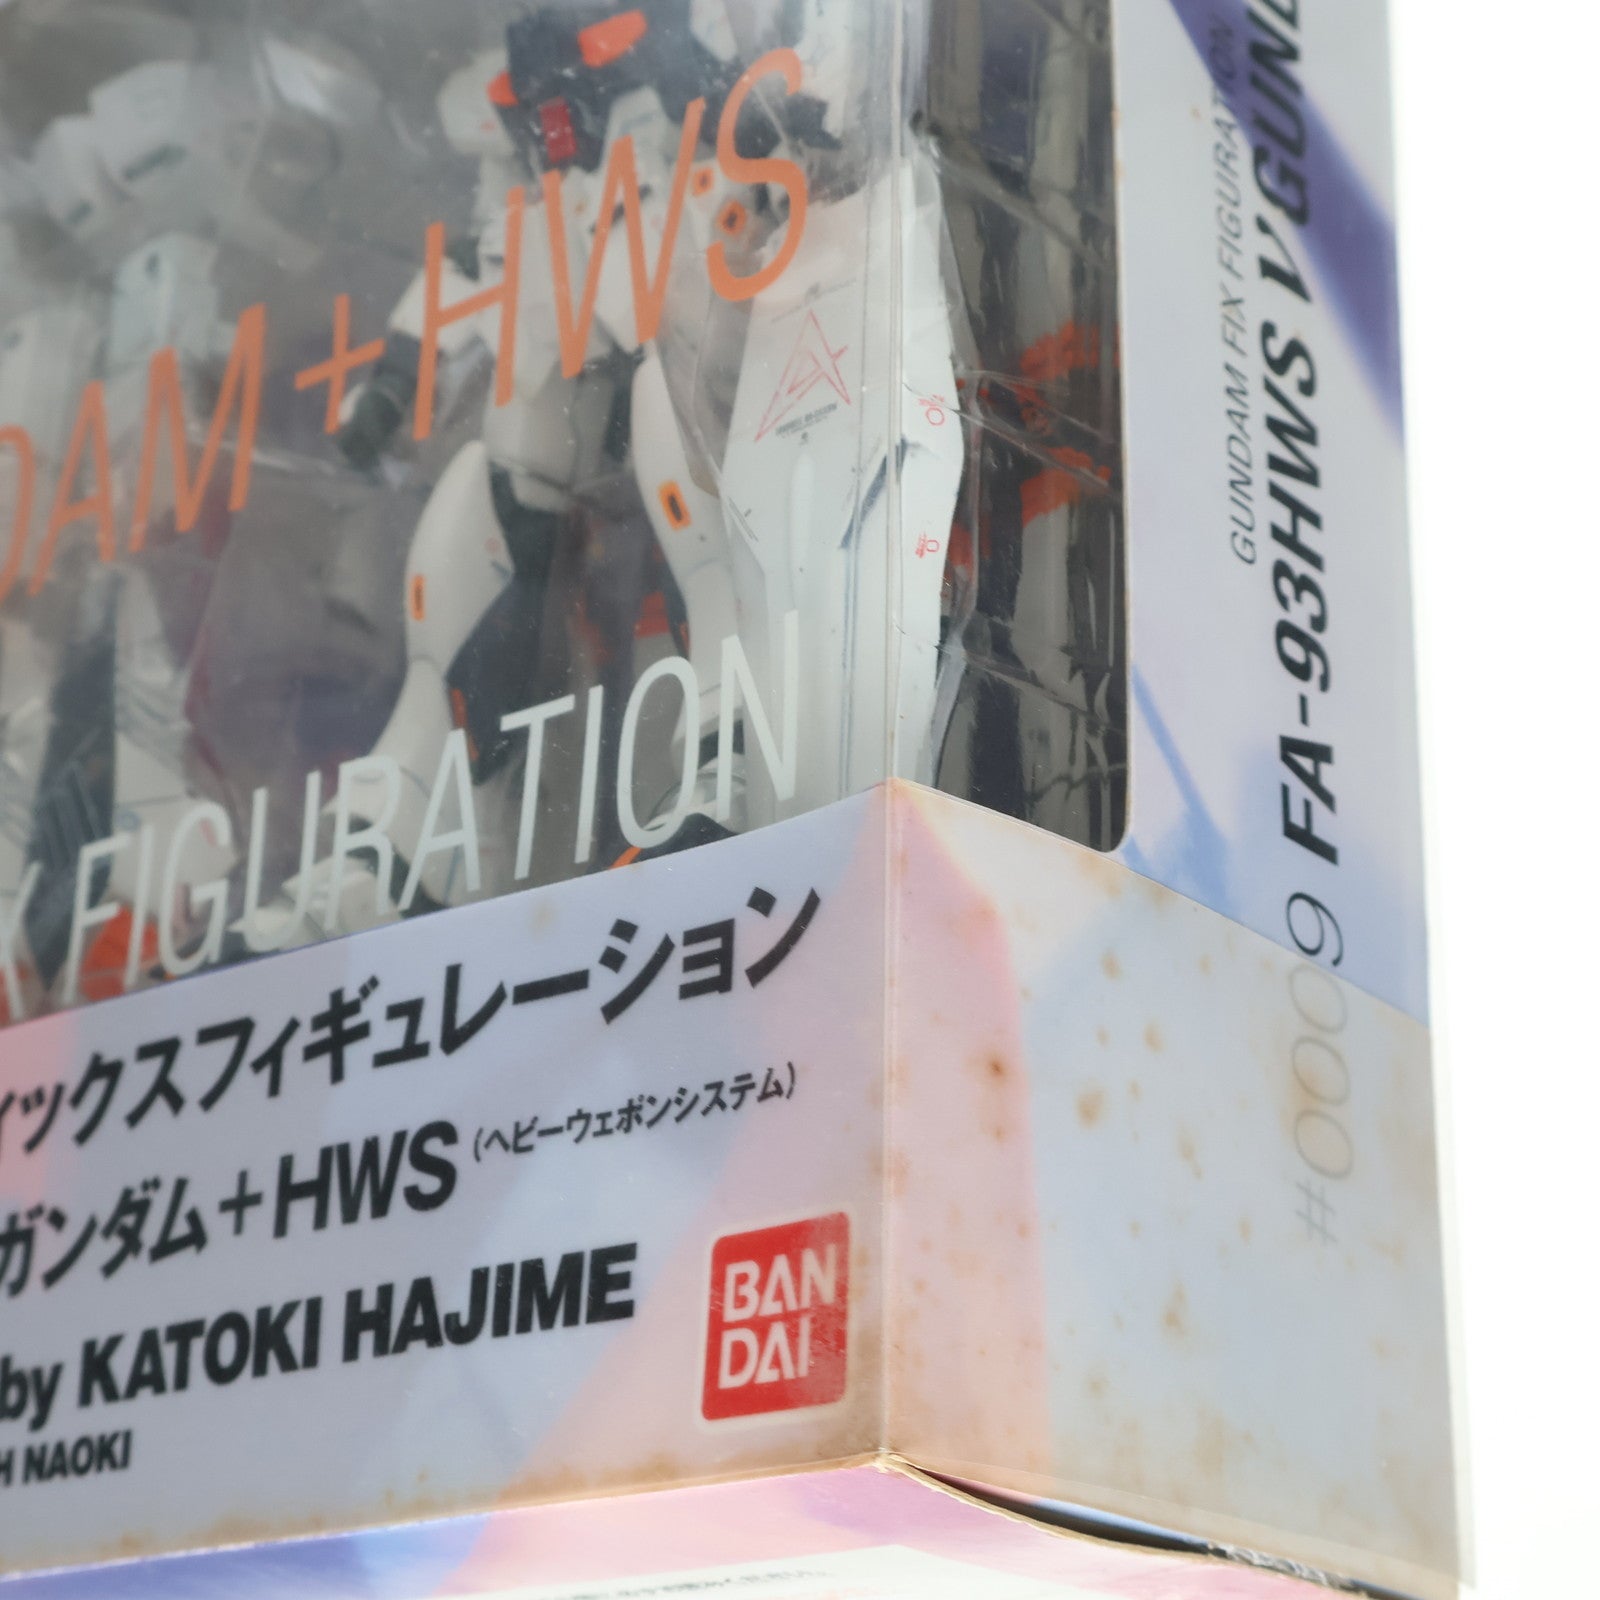 DAM+HWS
X FIGURATION
ィックスフィギュレーション
ガンダム+HWS (ヘビーウェポンシステム)
by KATOKI HAJIME
H NAOKI
BAN
DAI
GUNDAM FIX FIGURATION
#0009 FA-93HWS ν GUND